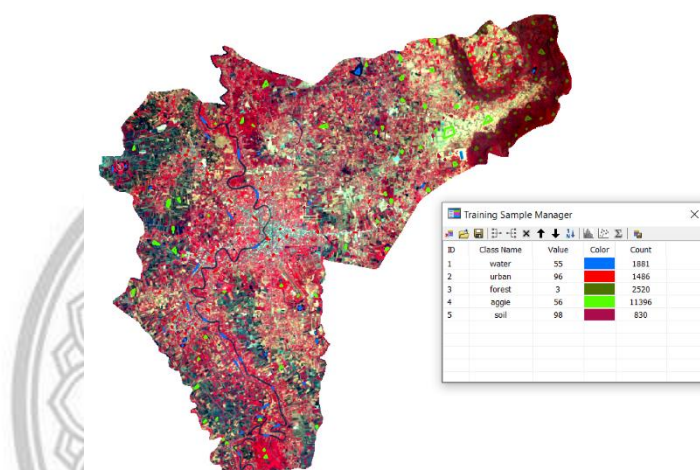 Training Sample Manager
ID Class Name Value Color Count
1 water 55 1881
2 urban 96 1486
3 forest 3 2520
4 aggie 56 11396
5 soil 98 830